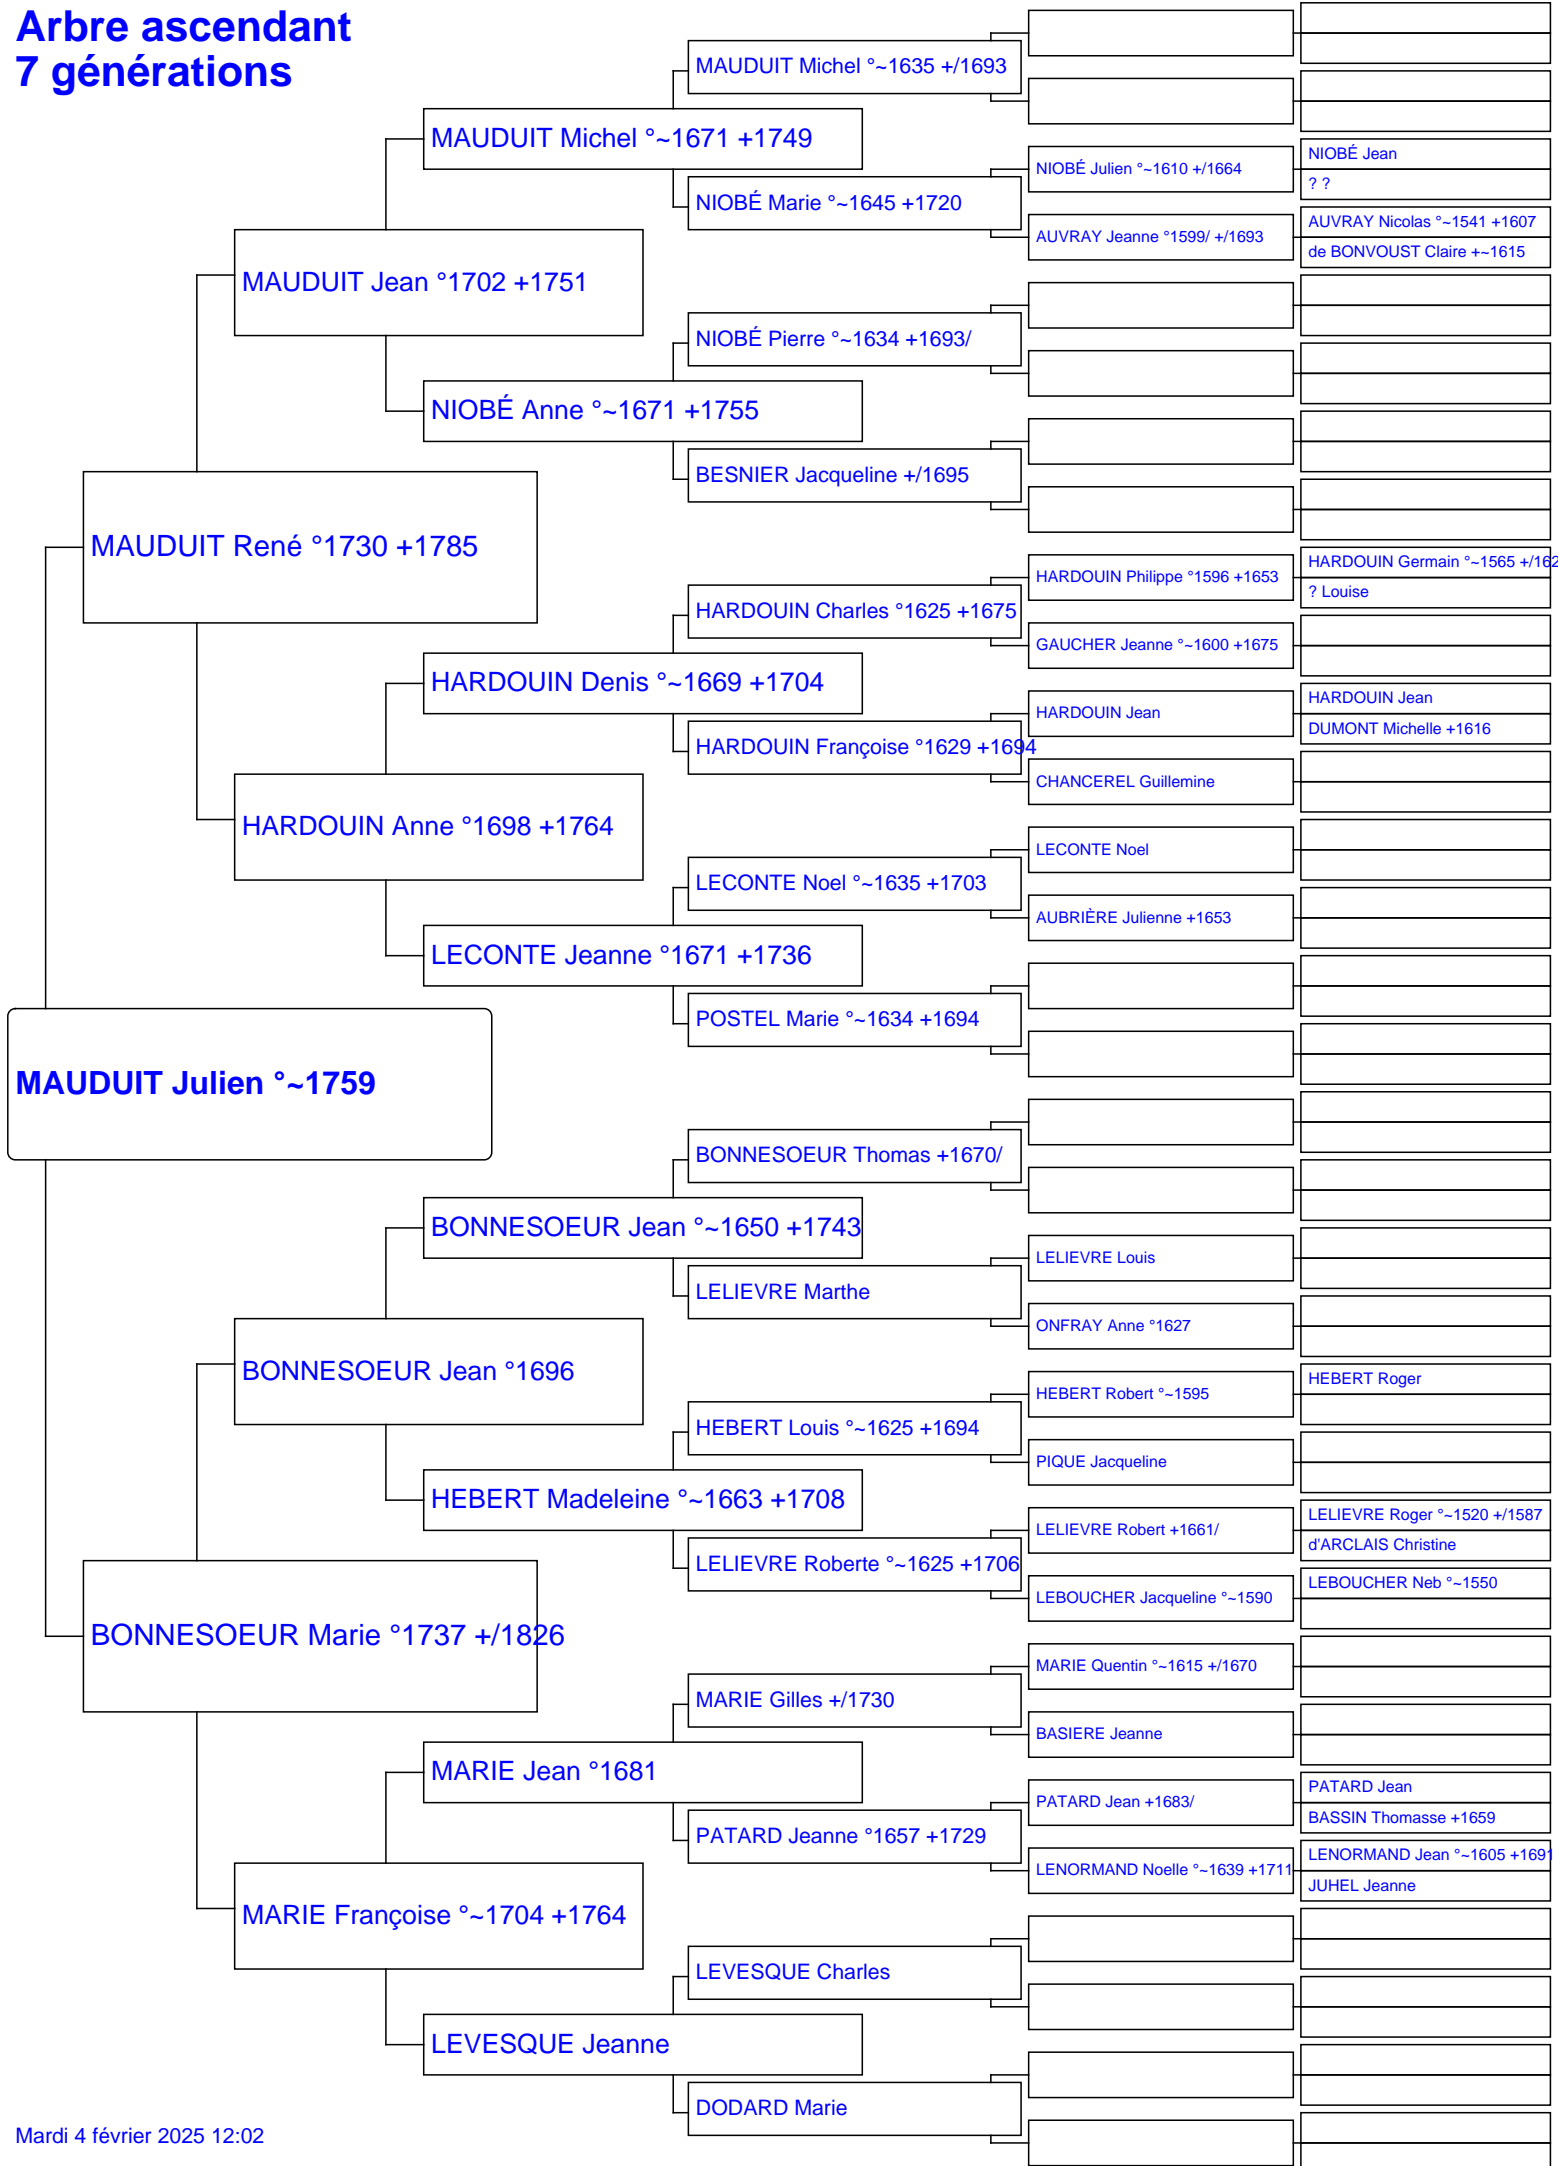 Arbre ascendant
7 générations
MAUDUIT Michel °~1635 +/1693
MAUDUIT Michel °~1671 +1749
NIOBÉ Julien °~1610 +/1664
NIOBÉ Jean
? ?
NIOBÉ Marie °~1645 +1720
AUVRAY Jeanne °1599/ +/1693
AUVRAY Nicolas °~1541 +1607
de BONVOUST Claire +~1615
MAUDUIT Jean °1702 +1751
NIOBÉ Pierre °~1634 +1693/
NIOBÉ Anne °~1671 +1755
BESNIER Jacqueline +/1695
MAUDUIT René °1730 +1785
HARDOUIN Philippe °1596 +1653
HARDOUIN Germain °~1565 +/162
? Louise
HARDOUIN Charles °1625 +1675
GAUCHER Jeanne °~1600 +1675
HARDOUIN Denis °~1669 +1704
HARDOUIN Jean
HARDOUIN Jean
DUMONT Michelle +1616
HARDOUIN Françoise °1629 +1694
CHANCEREL Guillemine
HARDOUIN Anne °1698 +1764
LECONTE Noel
LECONTE Noel °~1635 +1703
AUBRIÈRE Julienne +1653
LECONTE Jeanne °1671 +1736
POSTEL Marie °~1634 +1694
MAUDUIT Julien °~1759
BONNESOEUR Thomas +1670/
BONNESOEUR Jean °~1650 +1743
LELIEVRE Louis
LELIEVRE Marthe
ONFRAY Anne °1627
BONNESOEUR Jean °1696
HEBERT Robert °~1595
HEBERT Roger
HEBERT Louis °~1625 +1694
PIQUE Jacqueline
HEBERT Madeleine °~1663 +1708
LELIEVRE Robert +1661/
LELIEVRE Roger °~1520 +/1587
d'ARCLAIS Christine
LELIEVRE Roberte °~1625 +1706
LEBOUCHER Jacqueline °~1590
LEBOUCHER Neb °~1550
BONNESOEUR Marie °1737 +/1826
MARIE Quentin °~1615 +/1670
MARIE Gilles +/1730
BASIERE Jeanne
MARIE Jean °1681
PATARD Jean +1683/
PATARD Jean
BASSIN Thomasse +1659
PATARD Jeanne °1657 +1729
LENORMAND Noelle °~1639 +1711
LENORMAND Jean °~1605 +1691
JUHEL Jeanne
MARIE Françoise °~1704 +1764
LEVESQUE Charles
LEVESQUE Jeanne
DODARD Marie
Mardi 4 février 2025 12:02